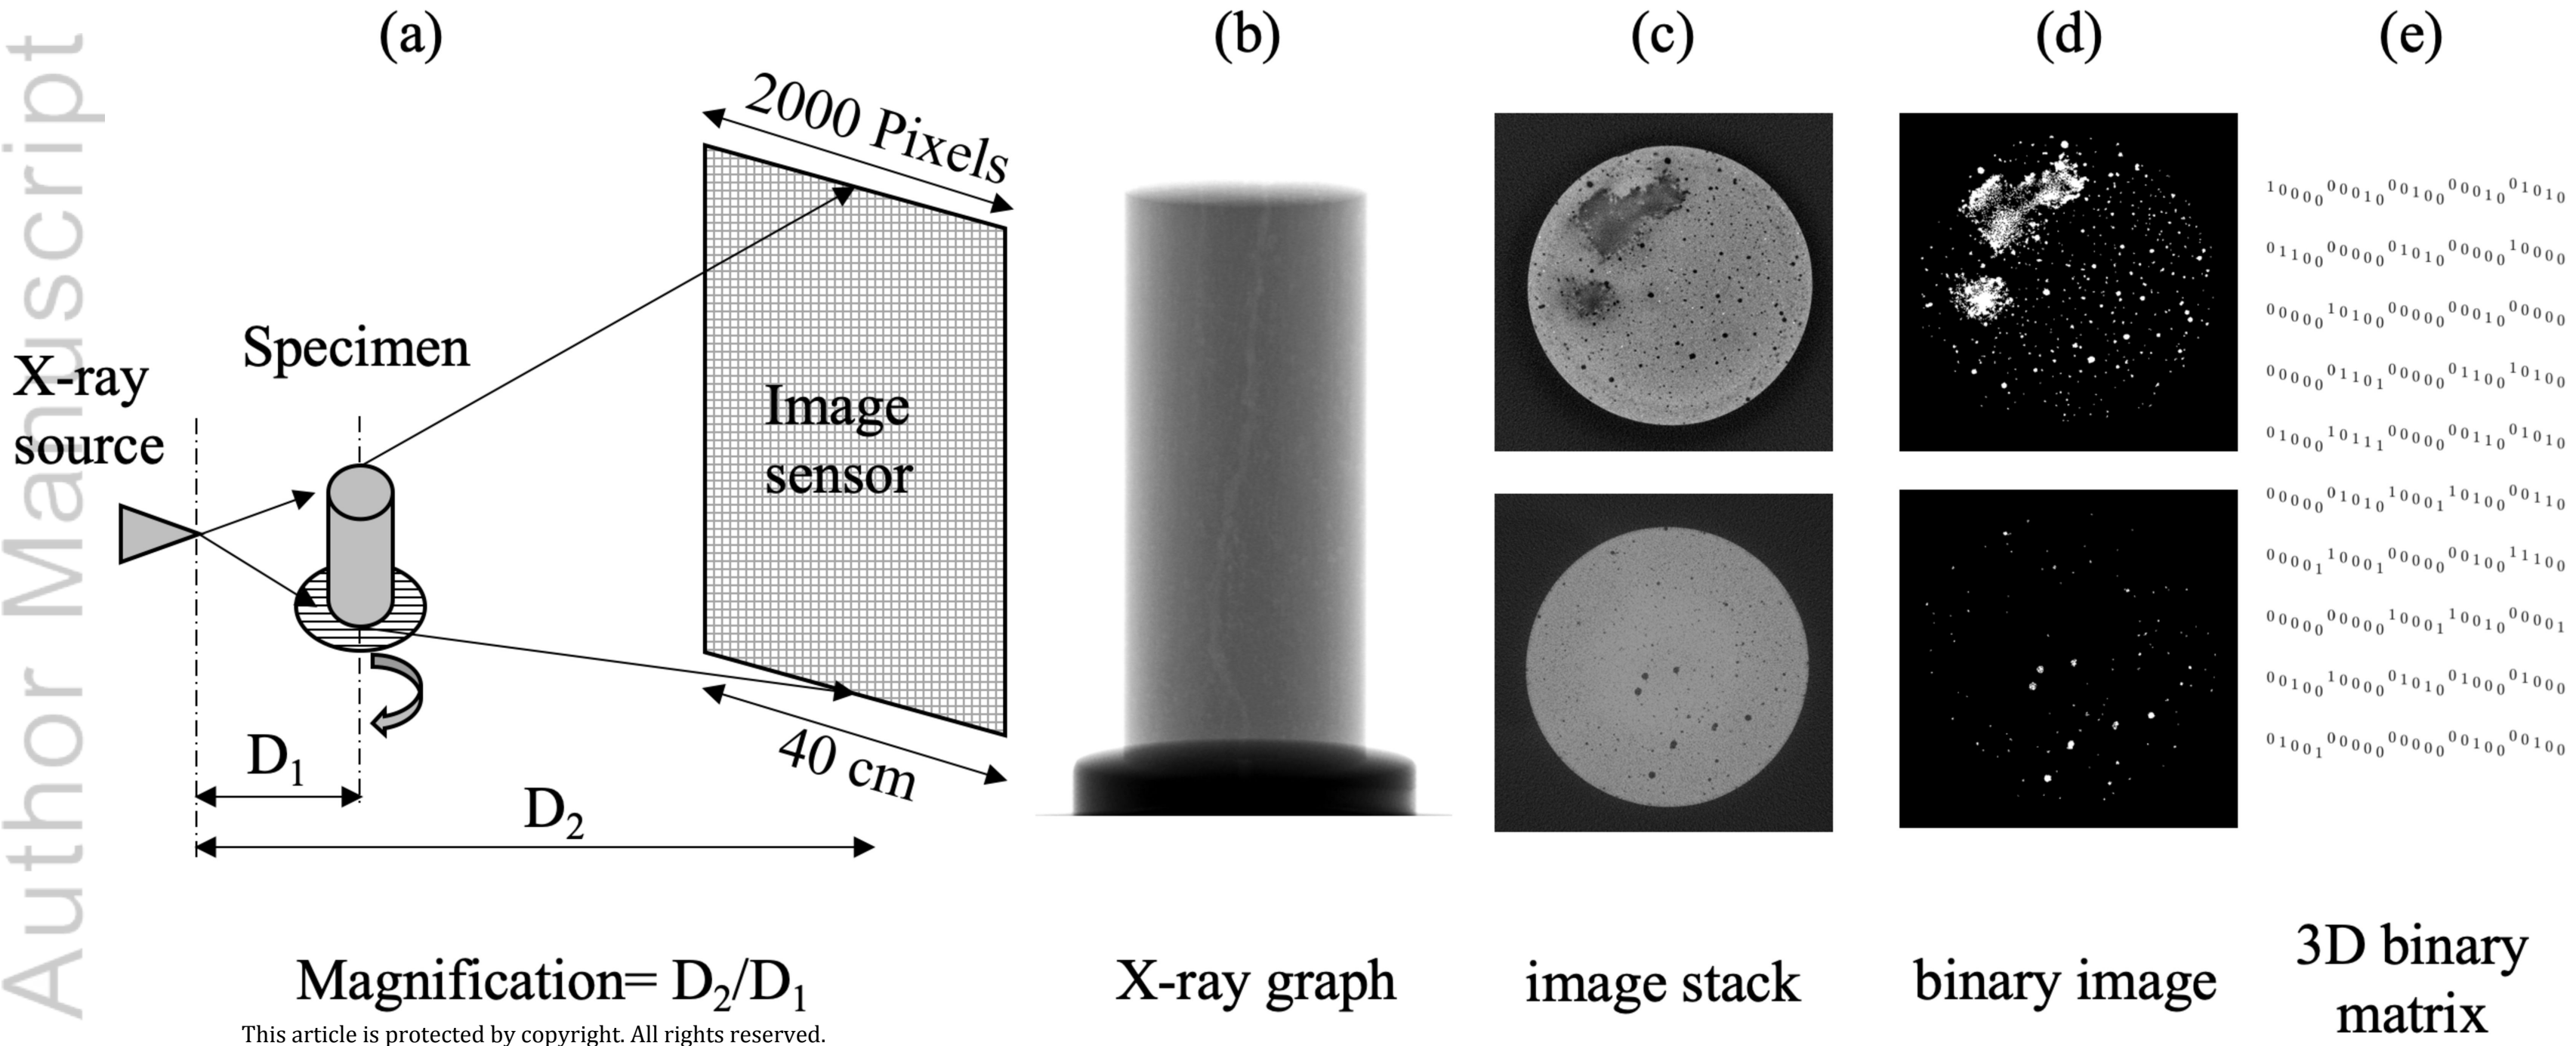 Author Manuscript
(a)
2000 Pixels
Specimen
X-ray
source
Image
sensor
40 cm
D₁
D₂
Magnification= D₂/D₁
(b)
X-ray graph
(c)
image stack
(d)
binary image
(e)
10000 00010 00100 00010 01010
01100 00000 01010 00000 10000
00000 10100 00000 00010 00000
00000 01101 00000 01100 10100
01000 10111 00000 00110 01010
00000 01010 10001 10100 00110
00001 10001 00000 00100 11100
00000 00000 10001 10010 00001
00100 10000 01010 01000 01000
01001 00000 00000 00100 00100
3D binary
matrix
This article is protected by copyright. All rights reserved.